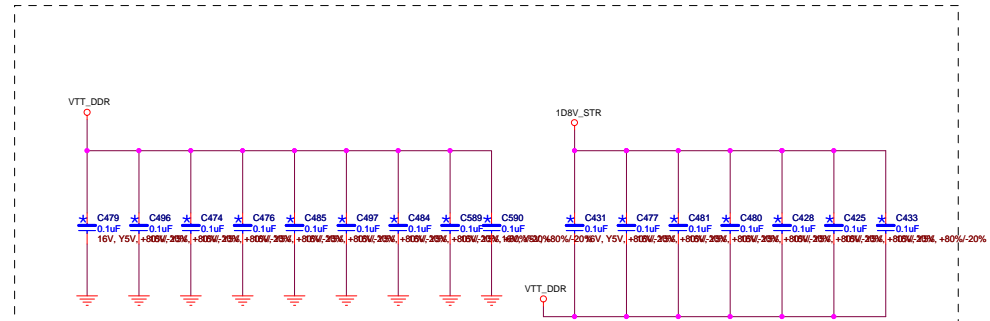 VTT_DDR
1D8V_STR
C479
0.1uF
C496
0.1uF
C474
0.1uF
C476
0.1uF
C485
0.1uF
C497
0.1uF
C484
0.1uF
C589
0.1uF
C590
0.1uF
C431
0.1uF
C477
0.1uF
C481
0.1uF
C480
0.1uF
C428
0.1uF
C425
0.1uF
C433
0.1uF
16V, Y5V,
+80%/-20%
VTT_DDR